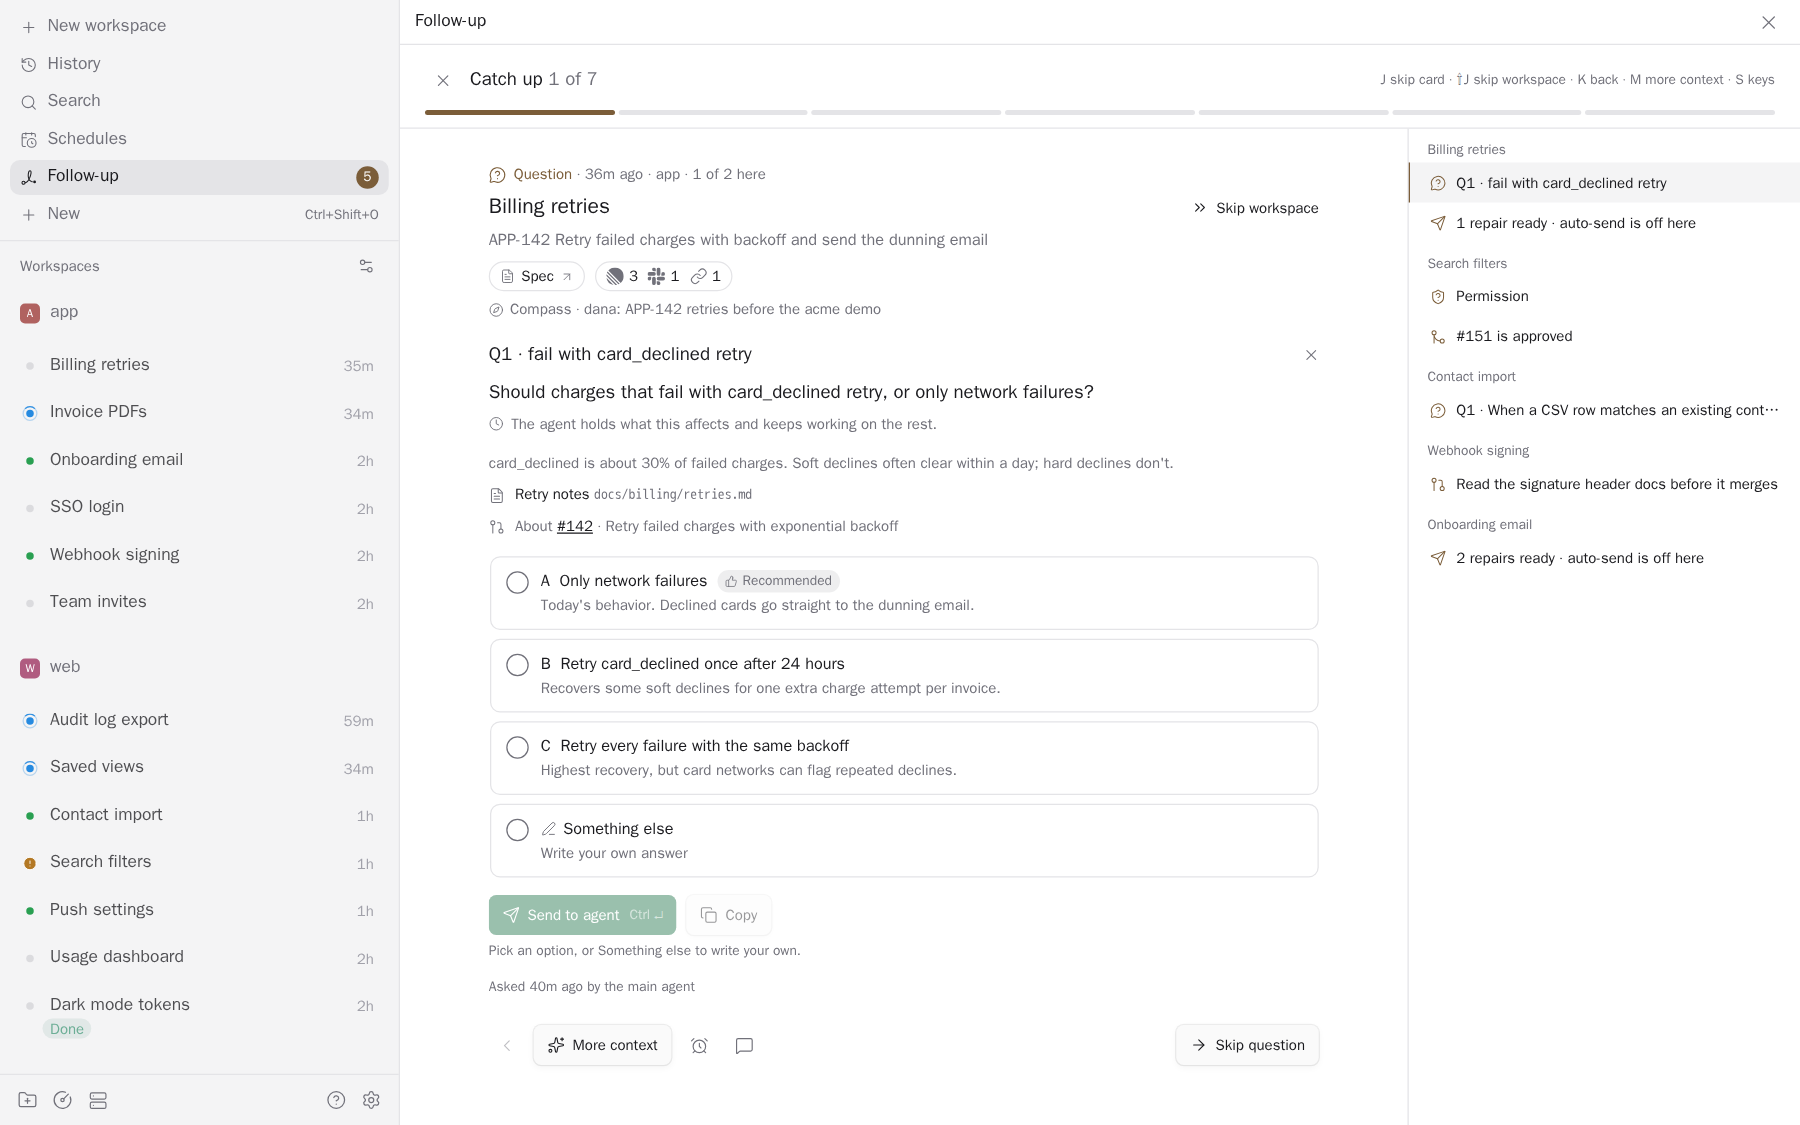 New workspace
History
Search
Schedules
Follow-up 5
New Ctrl+Shift+O
Workspaces
A app
Billing retries 35m
Invoice PDFs 34m
Onboarding email 2h
SSO login 2h
Webhook signing 2h
Team invites 2h
W web
Audit log export 59m
Saved views 34m
Contact import 1h
Search filters 1h
Push settings 1h
Usage dashboard 2h
Dark mode tokens 2h
Done
Follow-up
Catch up 1 of 7
J skip card · ⇧J skip workspace · K back · M more context · S keys
Question · 36m ago · app · 1 of 2 here
Billing retries
Skip workspace
APP-142 Retry failed charges with backoff and send the dunning email
Spec 3 1 1
Compass · dana: APP-142 retries before the acme demo
Q1 · fail with card_declined retry
Should charges that fail with card_declined retry, or only network failures?
The agent holds what this affects and keeps working on the rest.
card_declined is about 30% of failed charges. Soft declines often clear within a day; hard declines don't.
Retry notes docs/billing/retries.md
About #142 · Retry failed charges with exponential backoff
A Only network failures Recommended
Today's behavior. Declined cards go straight to the dunning email.
B Retry card_declined once after 24 hours
Recovers some soft declines for one extra charge attempt per invoice.
C Retry every failure with the same backoff
Highest recovery, but card networks can flag repeated declines.
Something else
Write your own answer
Send to agent Ctrl ↵
Copy
Pick an option, or Something else to write your own.
Asked 40m ago by the main agent
More context
Skip question
Billing retries
Q1 · fail with card_declined retry
1 repair ready · auto-send is off here
Search filters
Permission
#151 is approved
Contact import
Q1 · When a CSV row matches an existing cont···
Webhook signing
Read the signature header docs before it merges
Onboarding email
2 repairs ready · auto-send is off here